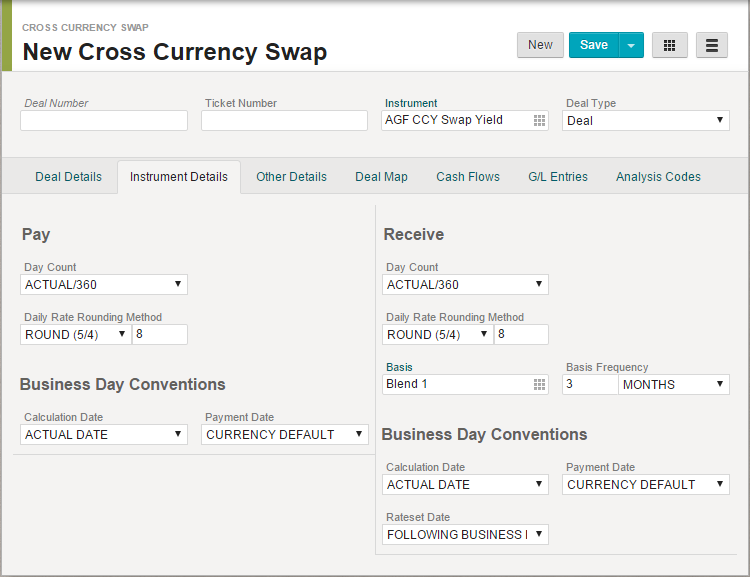 CROSS CURRENCY SWAP
New Cross Currency Swap
New Save
Deal Number Ticket Number Instrument Deal Type
AGF CCY Swap Yield Deal
Deal Details Instrument Details Other Details Deal Map Cash Flows G/L Entries Analysis Codes
Pay
Day Count
ACTUAL/360
Daily Rate Rounding Method
ROUND (5/4) 8
Business Day Conventions
Calculation Date Payment Date
ACTUAL DATE CURRENCY DEFAULT
Receive
Day Count
ACTUAL/360
Daily Rate Rounding Method
ROUND (5/4) 8
Basis Basis Frequency
Blend 1 3 MONTHS
Business Day Conventions
Calculation Date Payment Date
ACTUAL DATE CURRENCY DEFAULT
Rateset Date
FOLLOWING BUSINESS